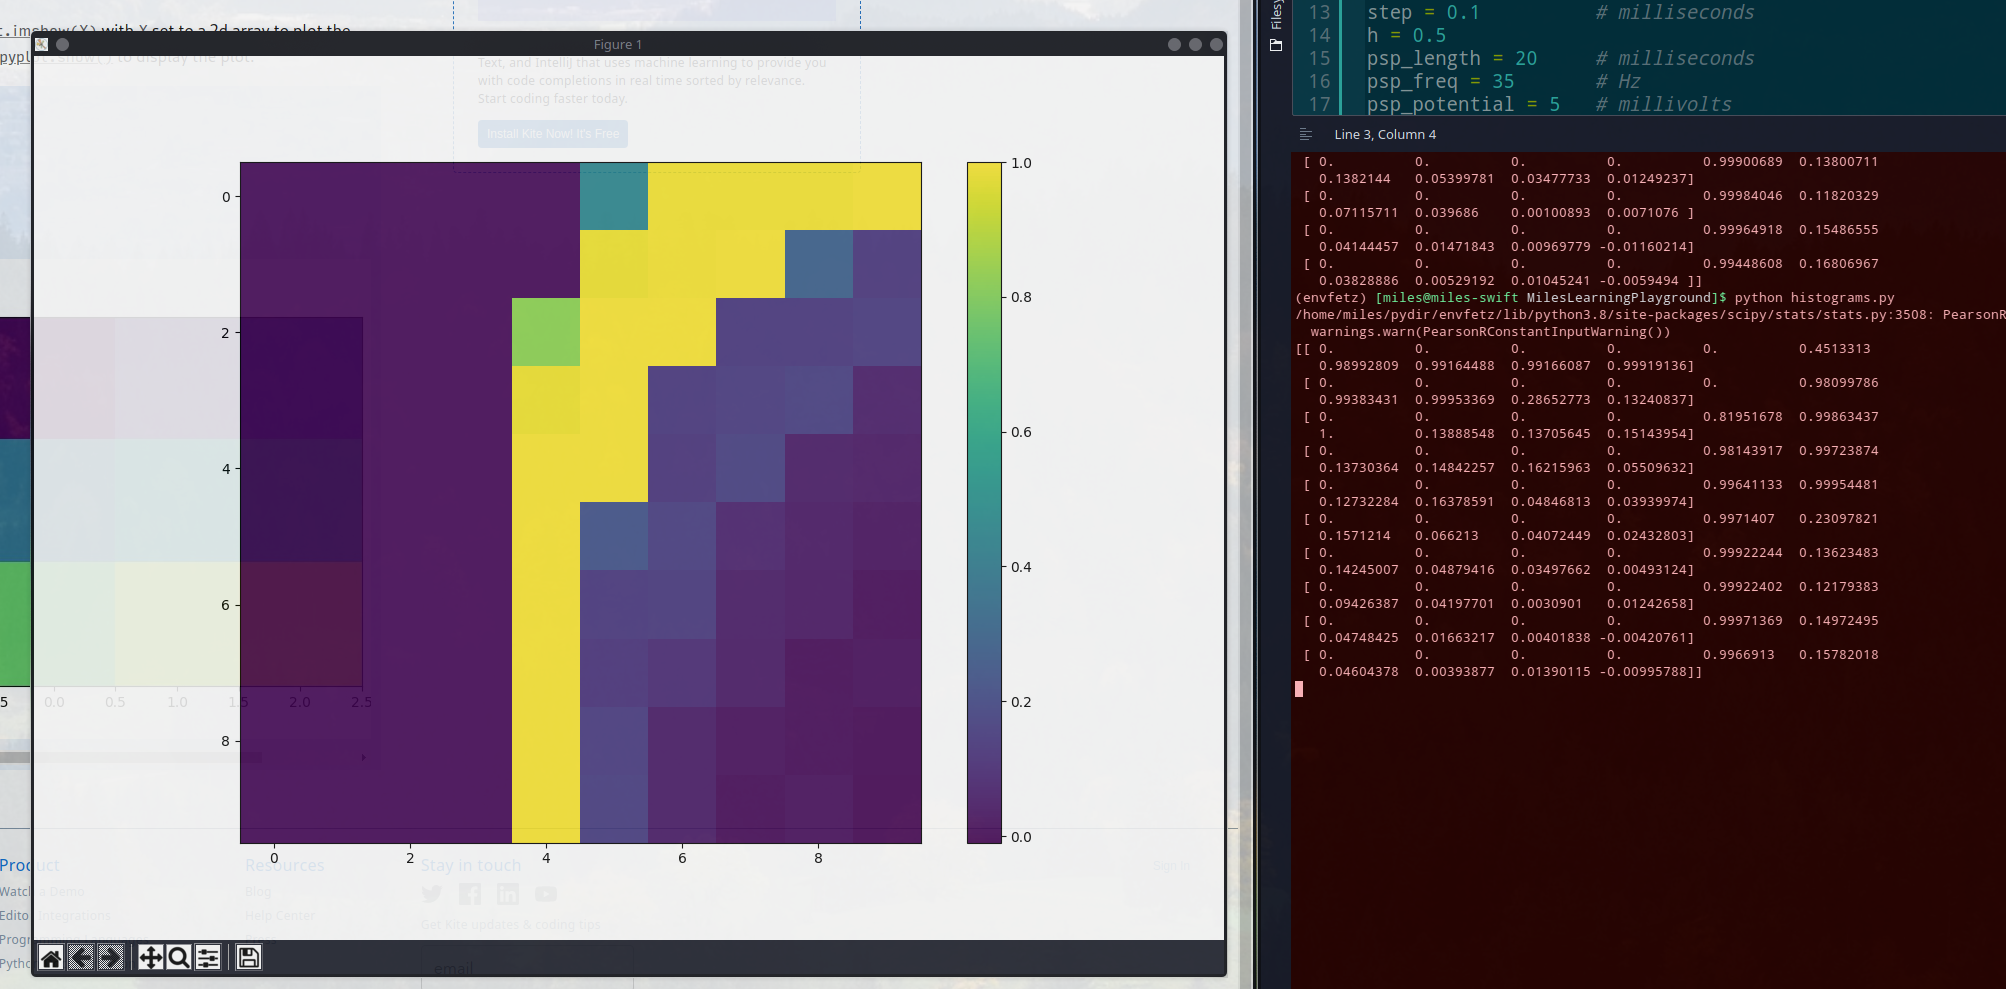 t.imshow(X) with X set to a 2d array to plot the
pyplot.show() to display the plot.
Figure 1
Text, and IntelliJ that uses machine learning to provide you
with code completions in real time sorted by relevance.
Start coding faster today.
Install Kite Now! It's Free
0
2
4
6
8
0
2
4
6
8
1.0
0.8
0.6
0.4
0.2
0.0
5
0.0
0.5
1.0
1.5
2.0
2.5
Product
Watch a Demo
Editor Integrations
Pytho
Resources
Blog
Help Center
Stay in touch
Get Kite updates & coding tips
email
Sign in
Filesy
13 step = 0.1 # milliseconds
14 h = 0.5
15 psp_length = 20 # milliseconds
16 psp_freq = 35 # Hz
17 psp_potential = 5 # millivolts
Line 3, Column 4
[ 0. 0. 0. 0. 0.99900689 0.13800711
0.1382144 0.05399781 0.03477733 0.01249237]
[ 0. 0. 0. 0. 0.99984046 0.11820329
0.07115711 0.039686 0.00100893 0.0071076 ]
[ 0. 0. 0. 0. 0.99964918 0.15486555
0.04144457 0.01471843 0.00969779 -0.01160214]
[ 0. 0. 0. 0. 0.99448608 0.16806967
0.03828886 0.00529192 0.01045241 -0.0059494 ]]
(envfetz) [miles@miles-swift MilesLearningPlayground]$ python histograms.py
/home/miles/pydir/envfetz/lib/python3.8/site-packages/scipy/stats/stats.py:3508: PearsonR
warnings.warn(PearsonRConstantInputWarning())
[[ 0. 0. 0. 0. 0. 0.4513313
0.98992809 0.99164488 0.99166087 0.99919136]
[ 0. 0. 0. 0. 0. 0.98099786
0.99383431 0.99953369 0.28652773 0.13240837]
[ 0. 0. 0. 0. 0.81951678 0.99863437
1. 0.13888548 0.13705645 0.15143954]
[ 0. 0. 0. 0. 0.98143917 0.99723874
0.13730364 0.14842257 0.16215963 0.05509632]
[ 0. 0. 0. 0. 0.99641133 0.99954481
0.12732284 0.16378591 0.04846813 0.03939974]
[ 0. 0. 0. 0. 0.9971407 0.23097821
0.1571214 0.066213 0.04072449 0.02432803]
[ 0. 0. 0. 0. 0.99922244 0.13623483
0.14245007 0.04879416 0.03497662 0.00493124]
[ 0. 0. 0. 0. 0.99922402 0.12179383
0.09426387 0.04197701 0.0030901 0.01242658]
[ 0. 0. 0. 0. 0.99971369 0.14972495
0.04748425 0.01663217 0.00401838 -0.00420761]
[ 0. 0. 0. 0. 0.9966913 0.15782018
0.04604378 0.00393877 0.01390115 -0.00995788]]